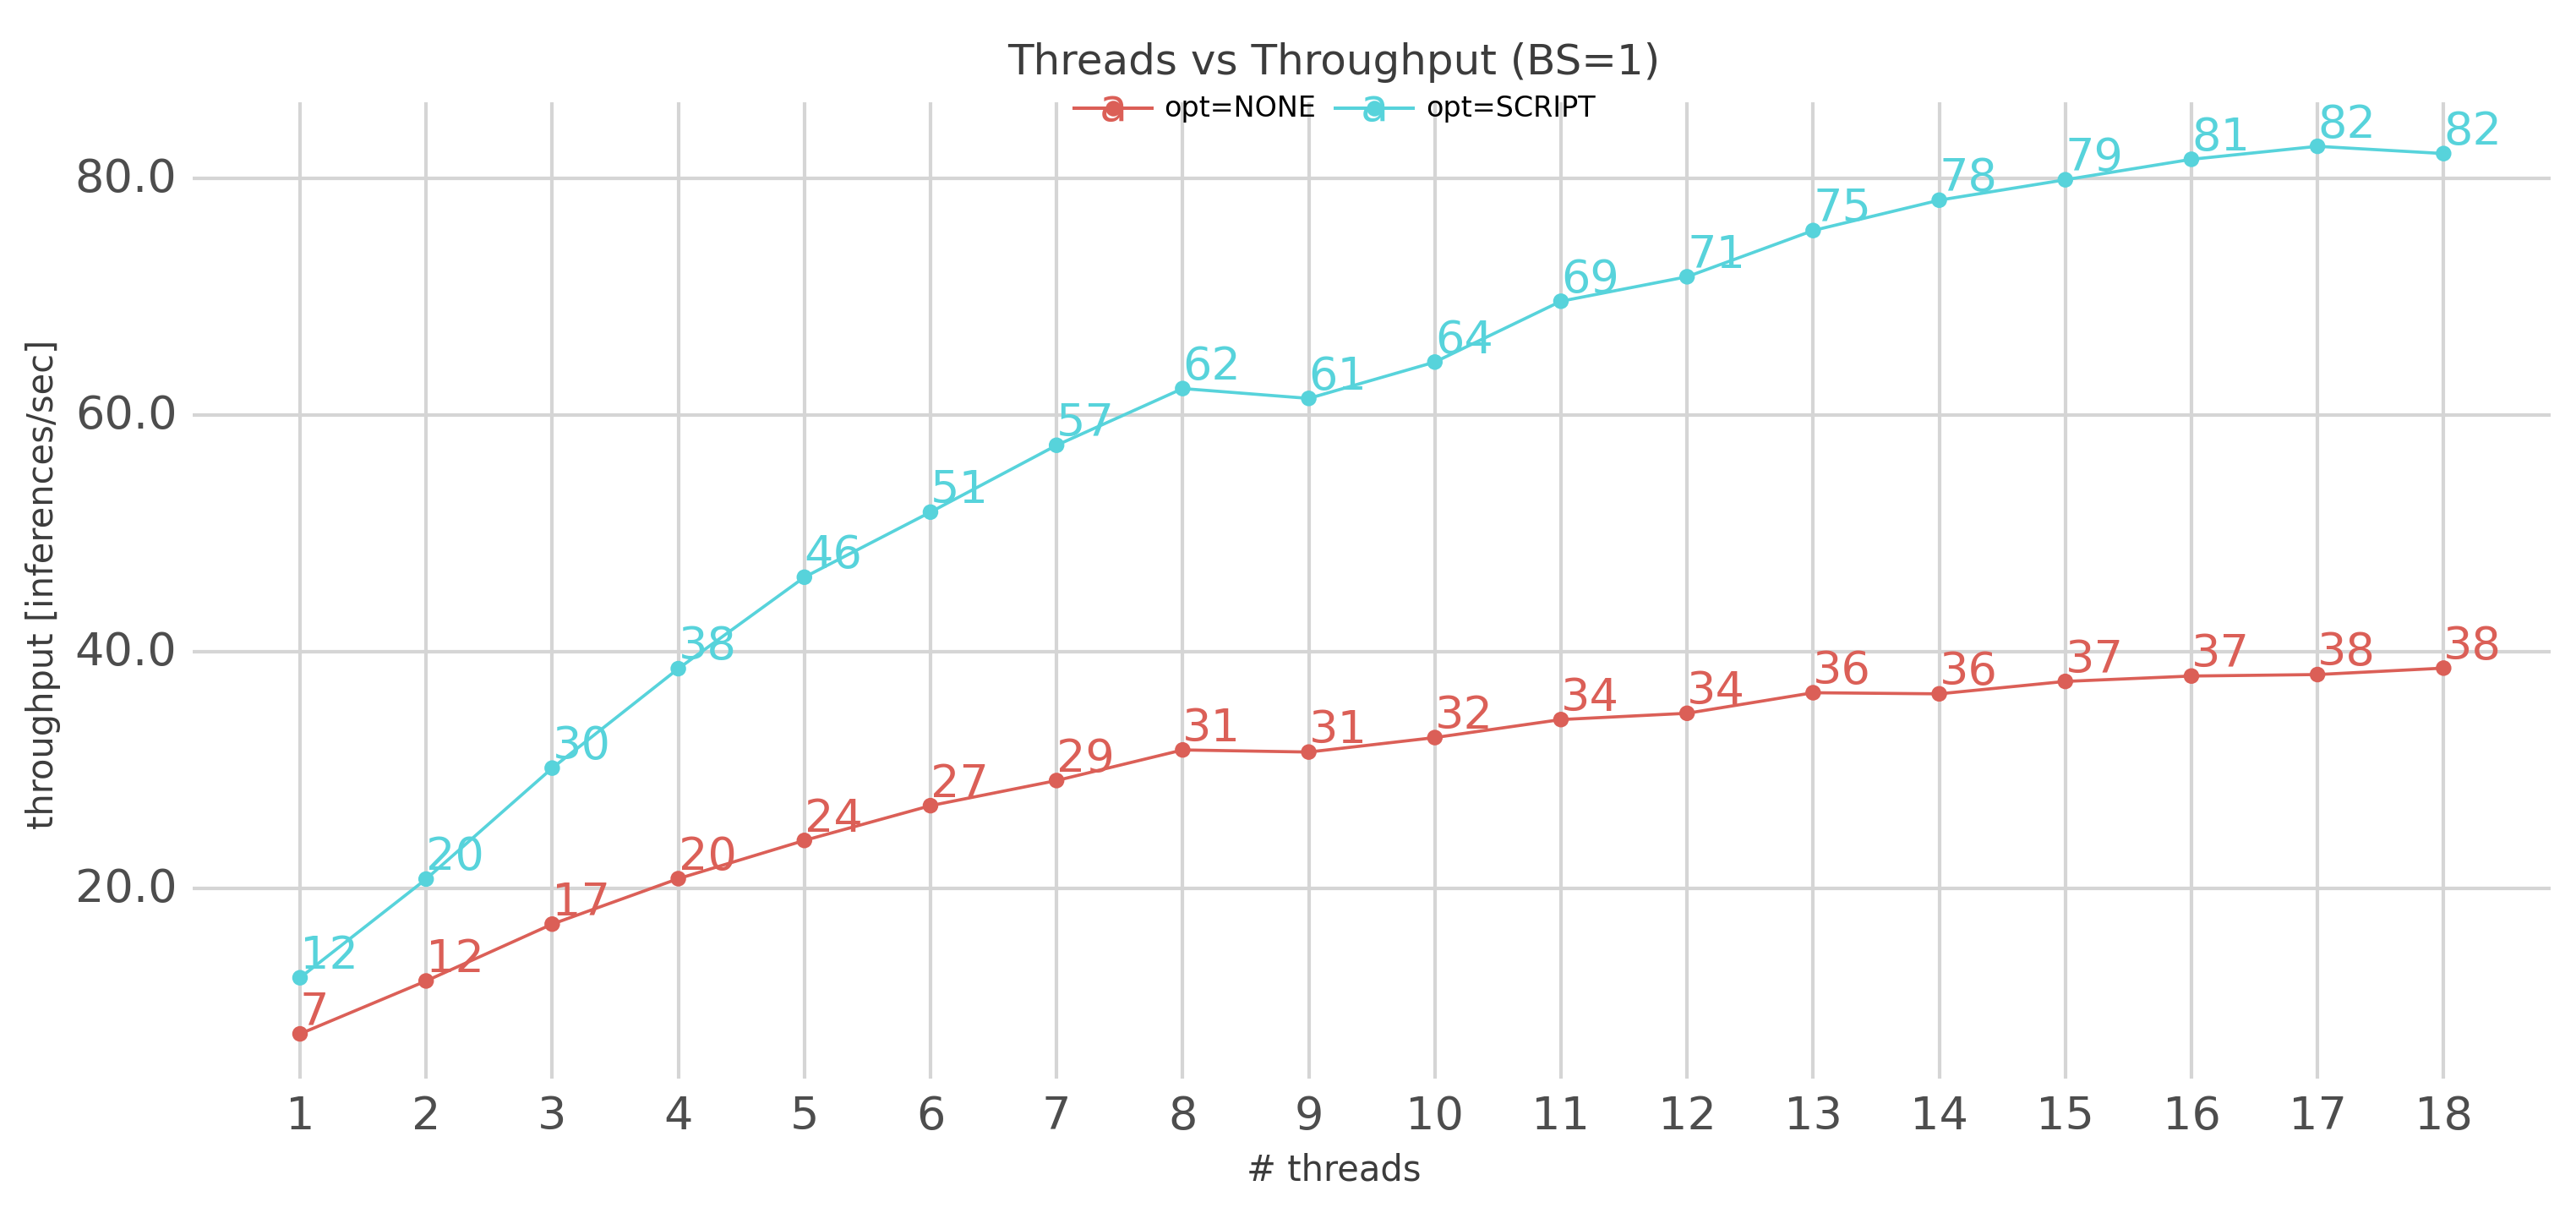 Threads vs Throughput (BS=1)
a opt=NONE a opt=SCRIPT
throughput [inferences/sec]
80.0
60.0
40.0
20.0
12 20 30 38 46 51 57 62 61 64 69 71 75 78 79 81 82 82
7 12 17 20 24 27 29 31 31 32 34 34 36 36 37 37 38 38
1 2 3 4 5 6 7 8 9 10 11 12 13 14 15 16 17 18
# threads